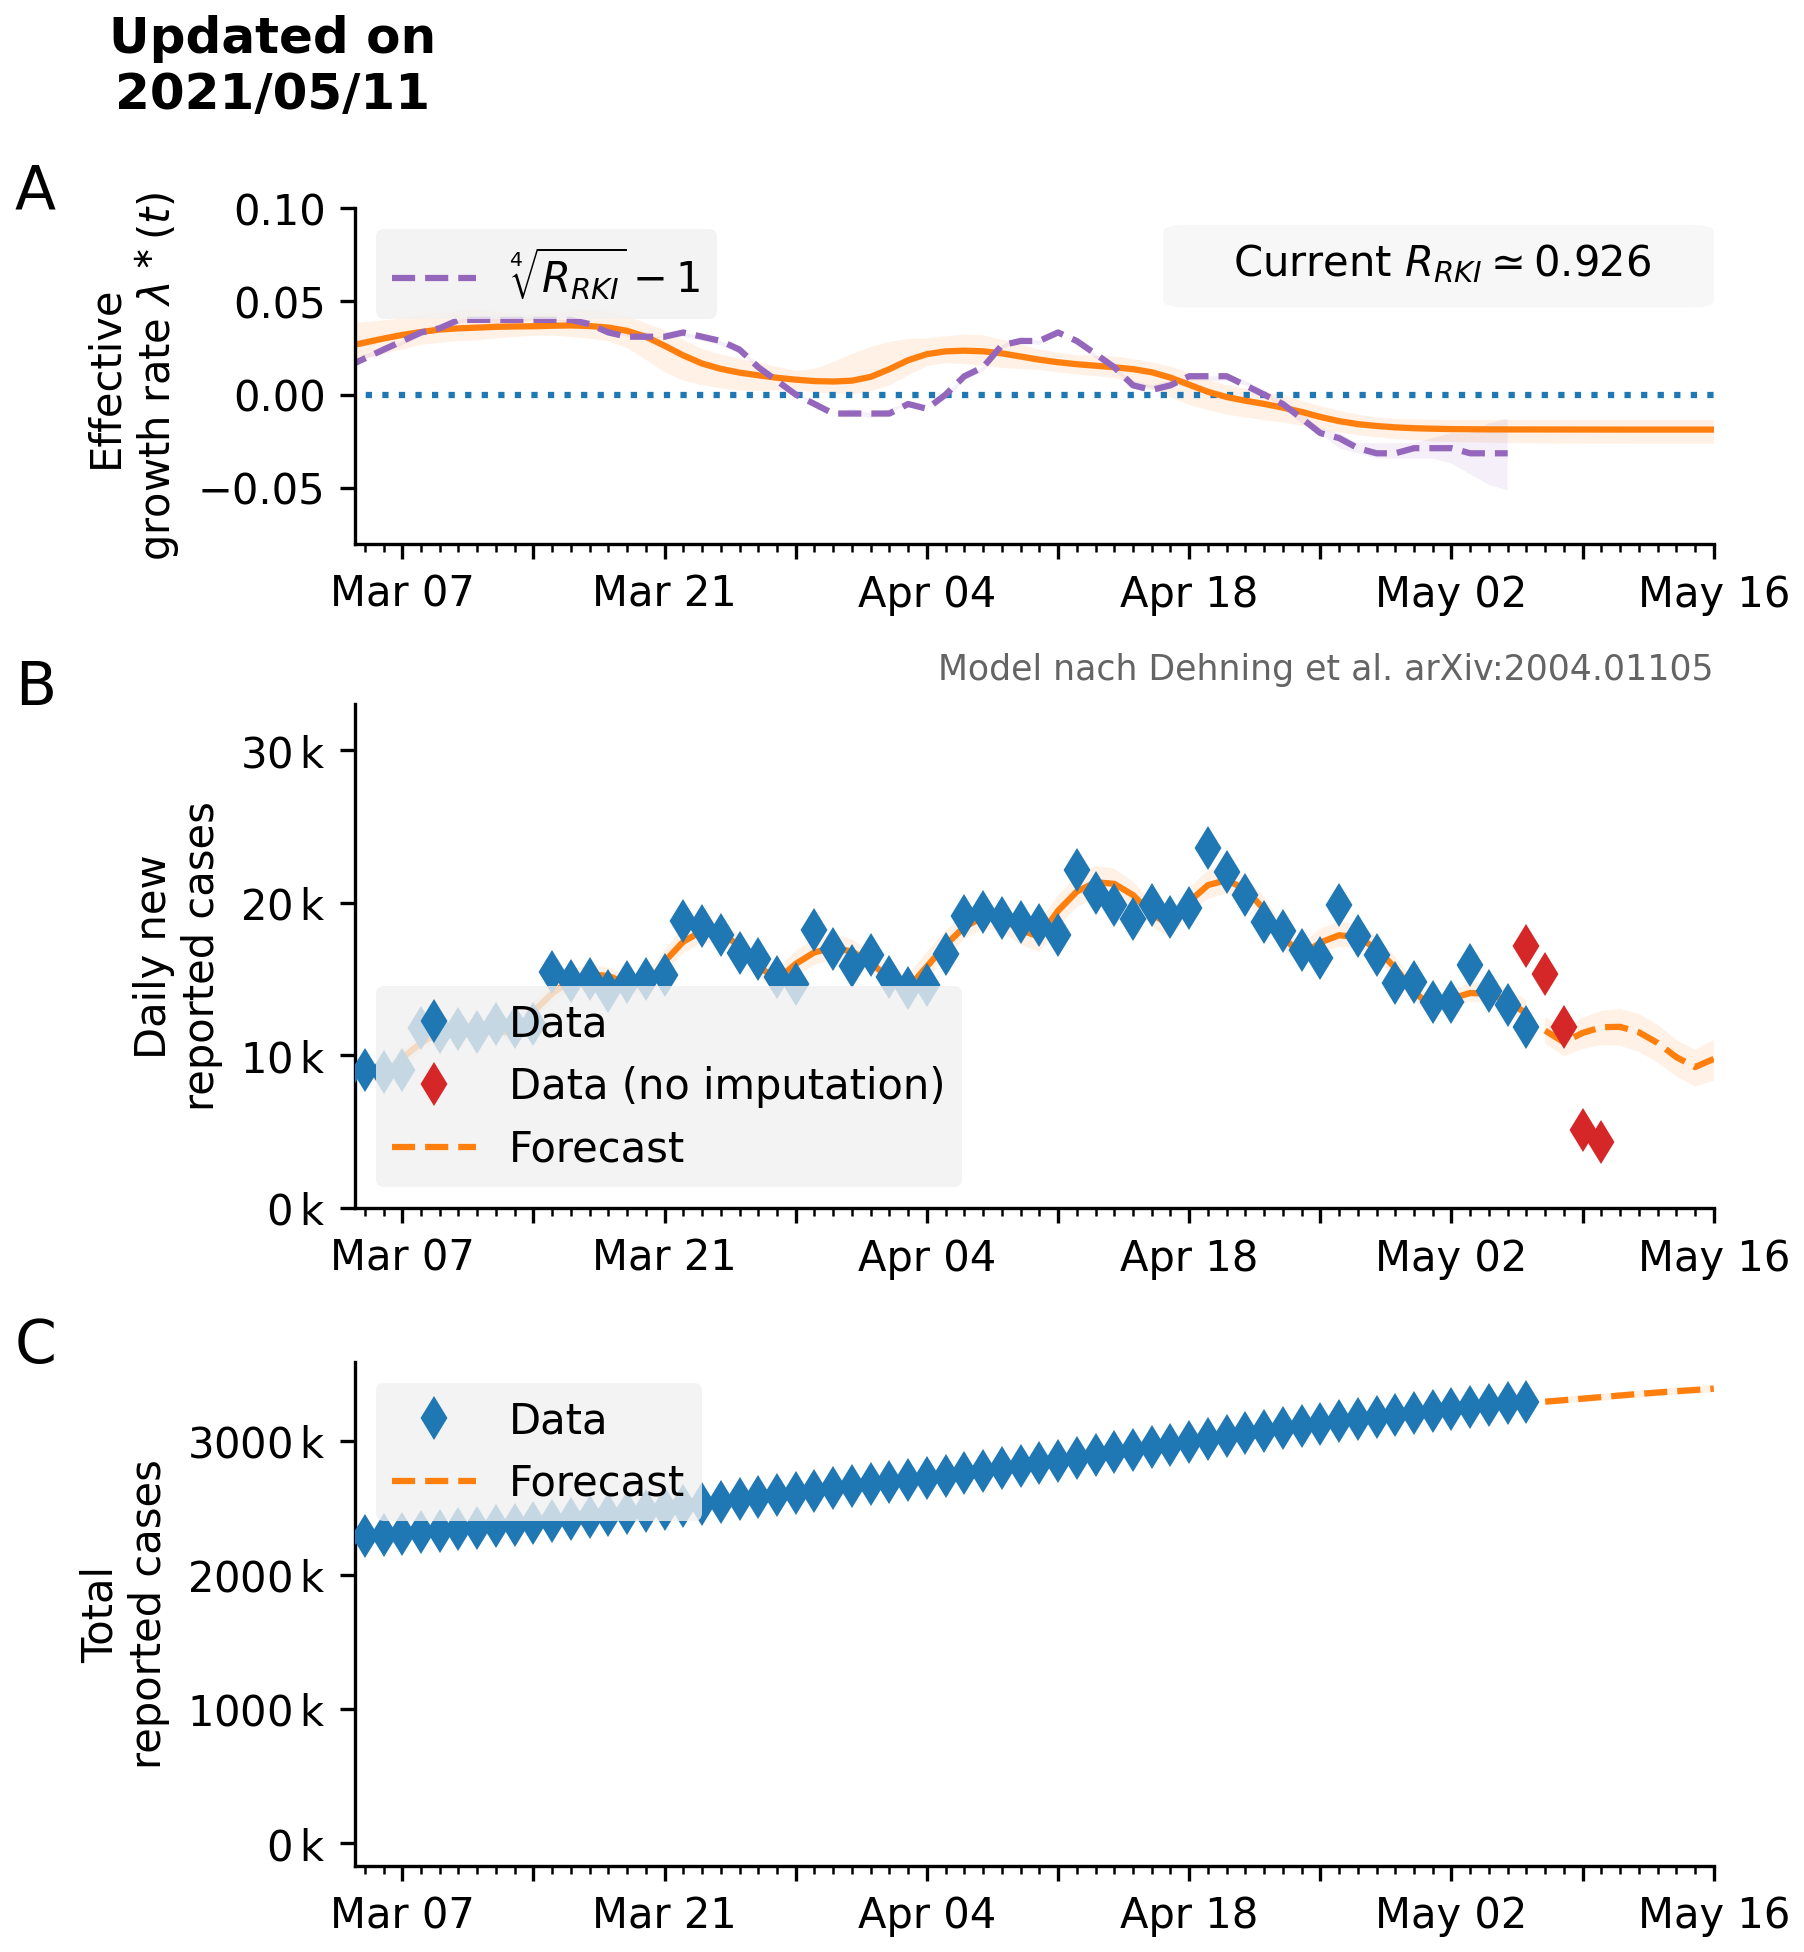 Updated on
2021/05/11
A
Effective
growth rate λ * (t)
0.10
0.05
0.00
−0.05
∜R_RKI − 1
Current R_RKI ≃ 0.926
Mar 07
Mar 21
Apr 04
Apr 18
May 02
May 16
Model nach Dehning et al. arXiv:2004.01105
B
Daily new
reported cases
30 k
20 k
10 k
0 k
Data
Data (no imputation)
Forecast
Mar 07
Mar 21
Apr 04
Apr 18
May 02
May 16
C
Total
reported cases
3000 k
2000 k
1000 k
0 k
Data
Forecast
Mar 07
Mar 21
Apr 04
Apr 18
May 02
May 16